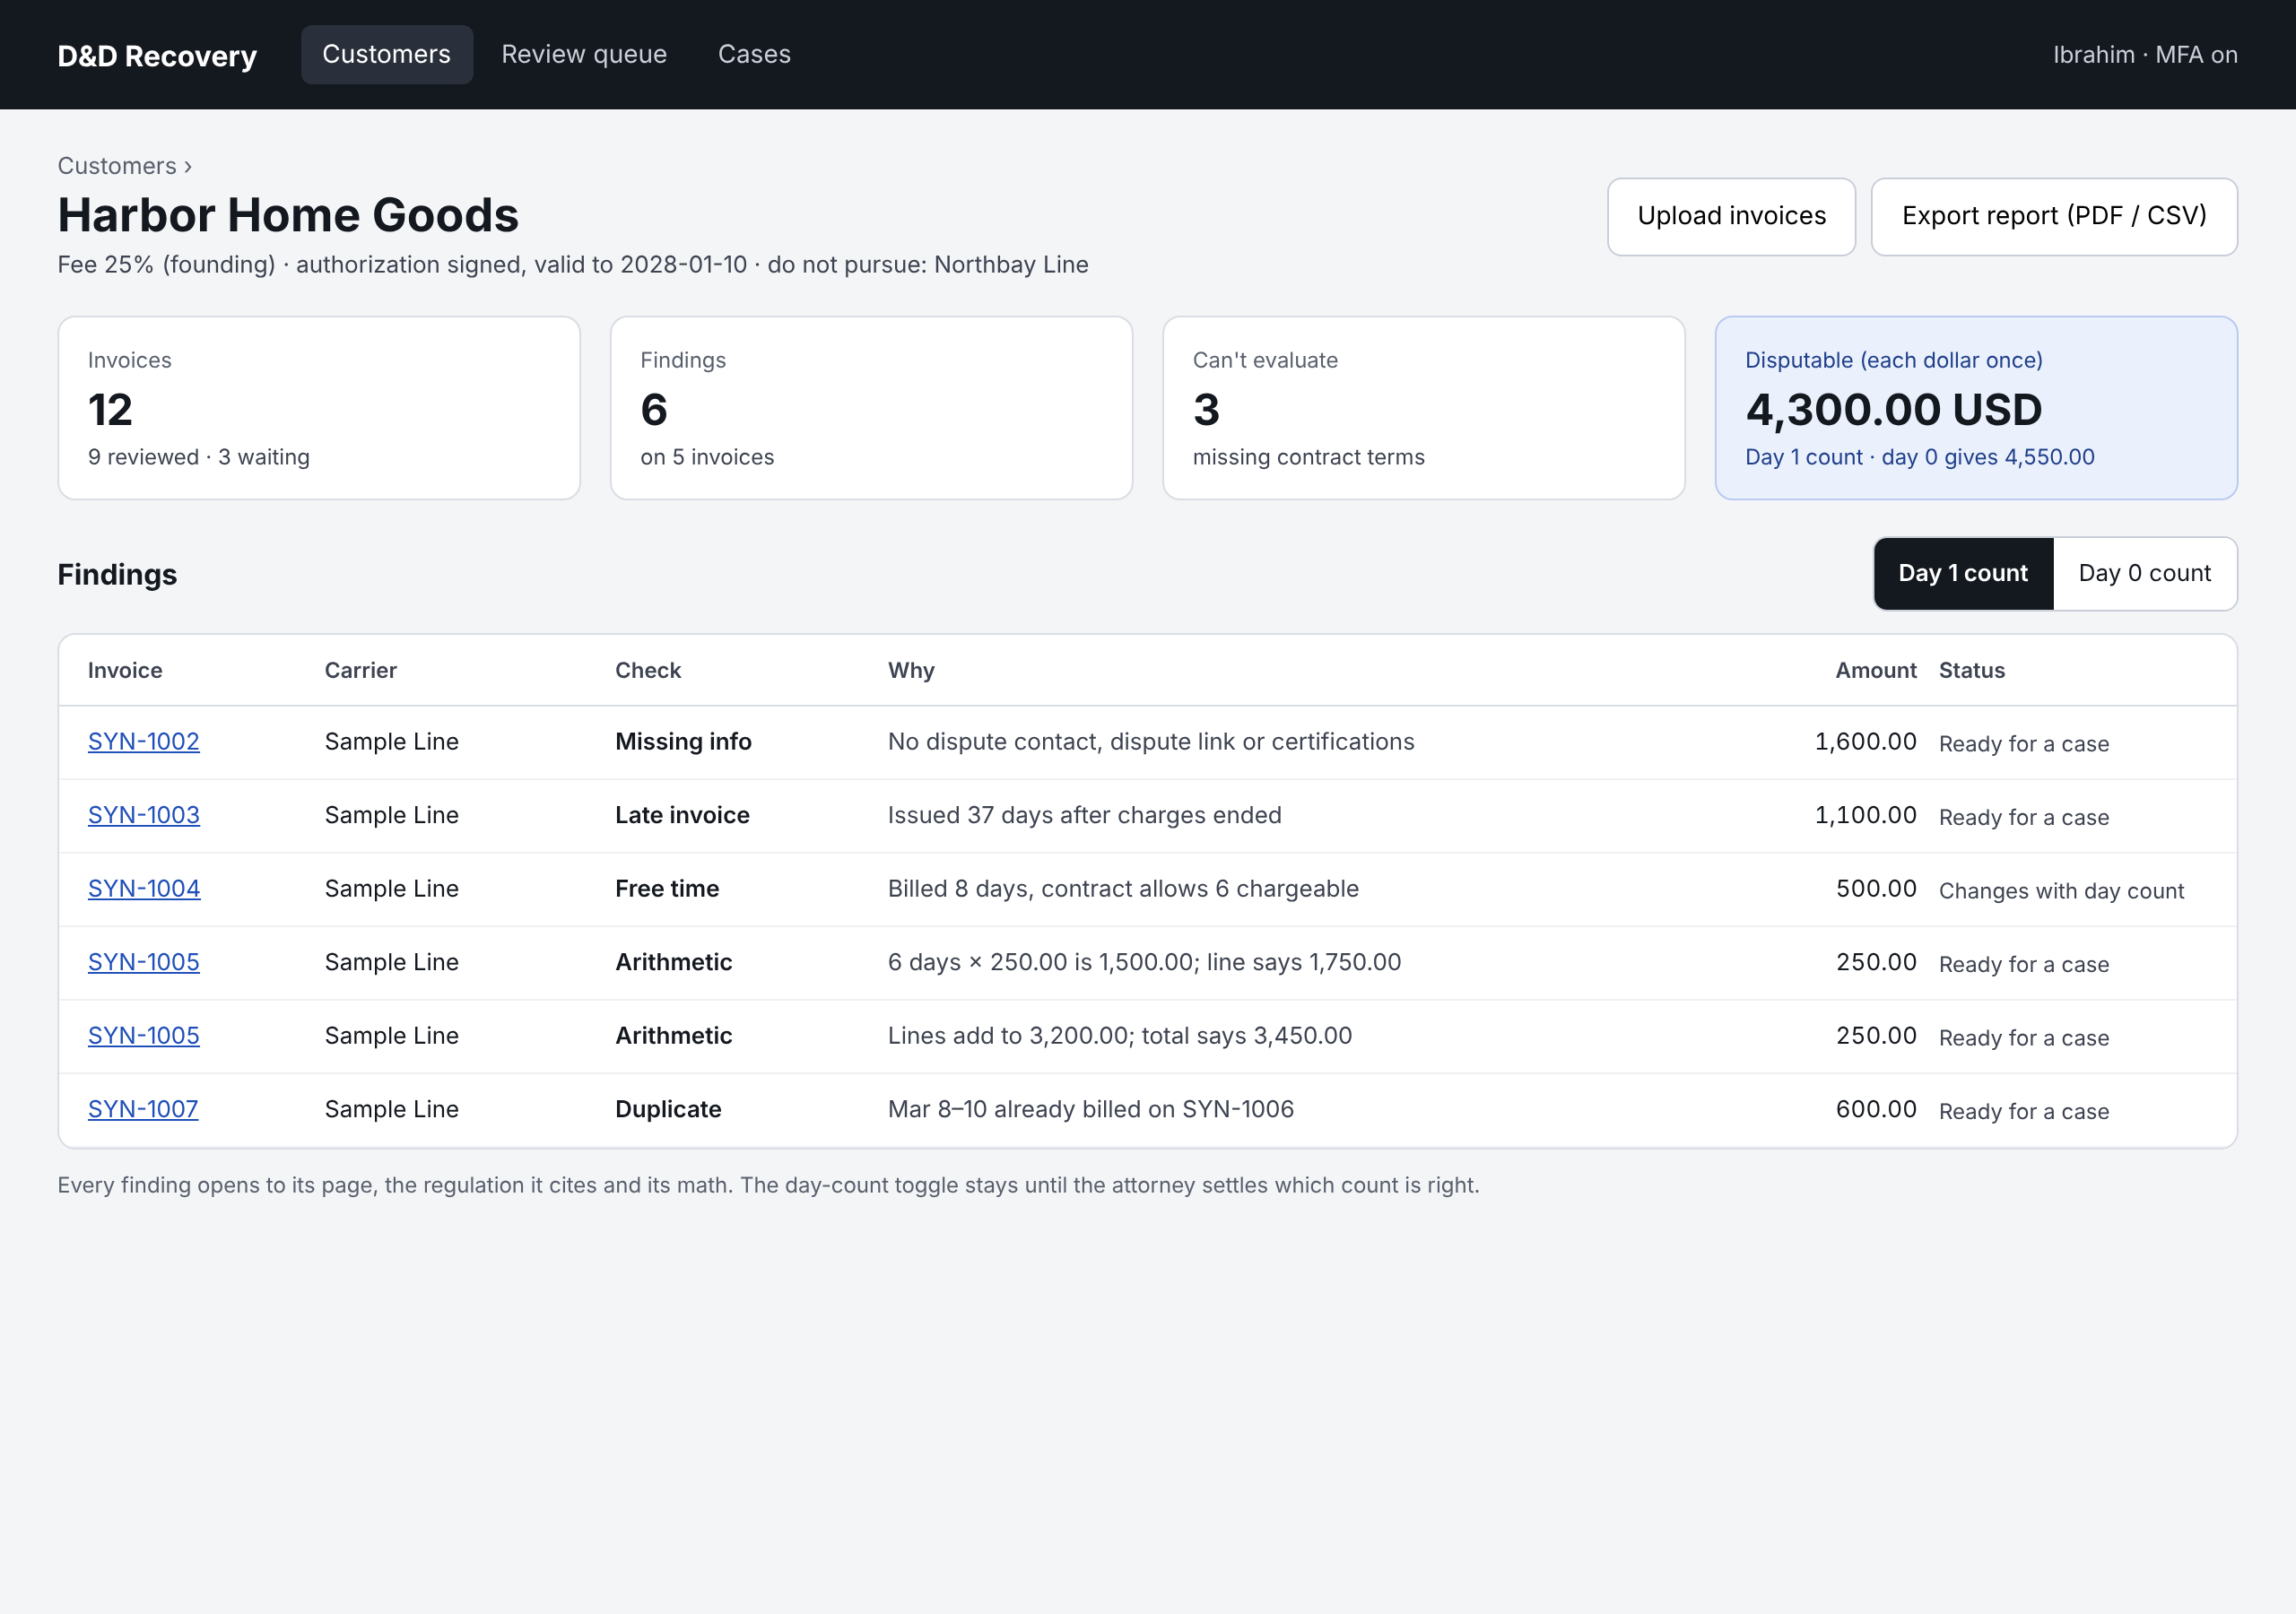 D&D Recovery Customers Review queue Cases Ibrahim · MFA on
Customers ›
Harbor Home Goods
Upload invoices Export report (PDF / CSV)
Fee 25% (founding) · authorization signed, valid to 2028-01-10 · do not pursue: Northbay Line
Invoices
12
9 reviewed · 3 waiting
Findings
6
on 5 invoices
Can't evaluate
3
missing contract terms
Disputable (each dollar once)
4,300.00 USD
Day 1 count · day 0 gives 4,550.00
Findings Day 1 count Day 0 count
Invoice Carrier Check Why Amount Status
SYN-1002 Sample Line Missing info No dispute contact, dispute link or certifications 1,600.00 Ready for a case
SYN-1003 Sample Line Late invoice Issued 37 days after charges ended 1,100.00 Ready for a case
SYN-1004 Sample Line Free time Billed 8 days, contract allows 6 chargeable 500.00 Changes with day count
SYN-1005 Sample Line Arithmetic 6 days × 250.00 is 1,500.00; line says 1,750.00 250.00 Ready for a case
SYN-1005 Sample Line Arithmetic Lines add to 3,200.00; total says 3,450.00 250.00 Ready for a case
SYN-1007 Sample Line Duplicate Mar 8–10 already billed on SYN-1006 600.00 Ready for a case
Every finding opens to its page, the regulation it cites and its math. The day-count toggle stays until the attorney settles which count is right.